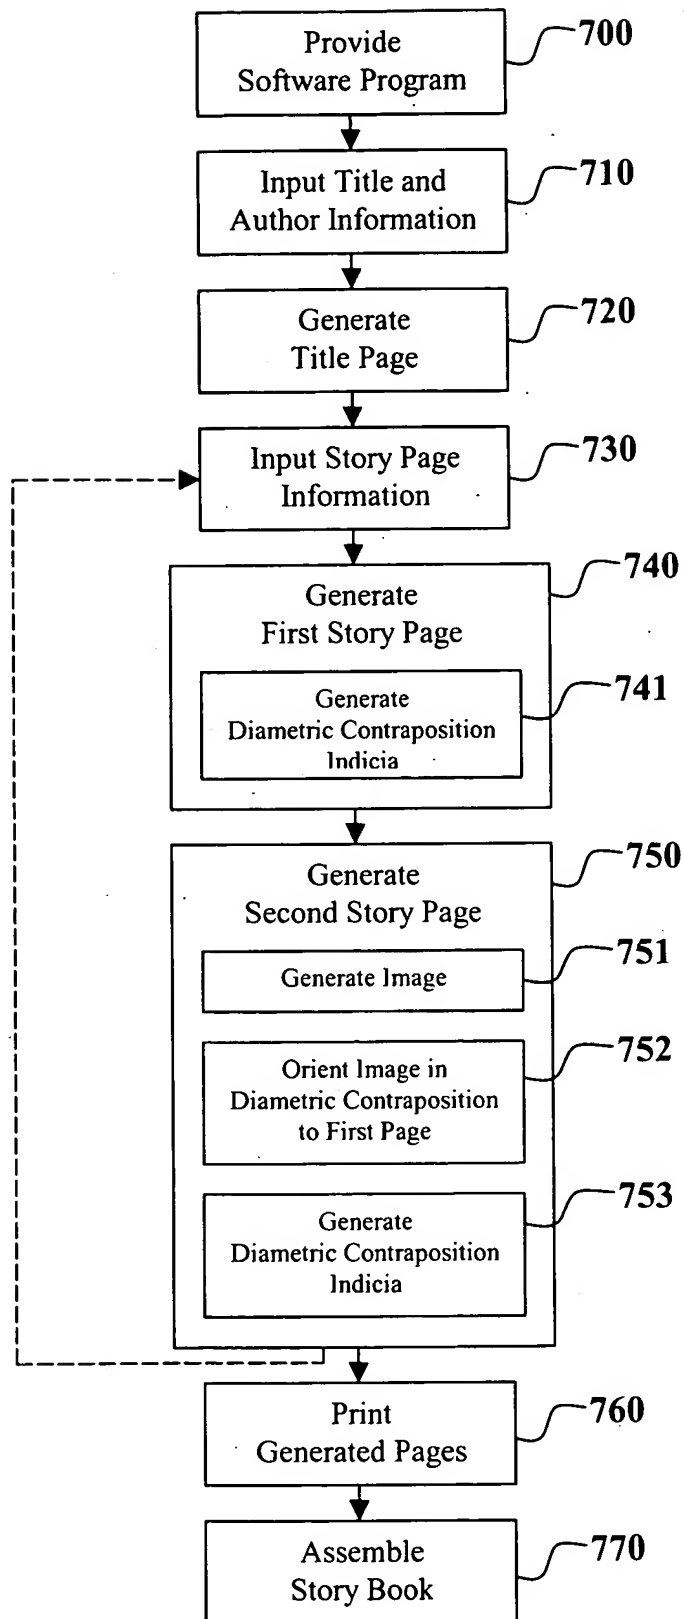 Provide
Software Program
700
Input Title and
Author Information
710
Generate
Title Page
720
Input Story Page
Information
730
Generate
First Story Page
740
Generate
Diametric Contraposition
Indicia
741
Generate
Second Story Page
750
Generate Image
751
Orient Image in
Diametric Contraposition
to First Page
752
Generate
Diametric Contraposition
Indicia
753
Print
Generated Pages
760
Assemble
Story Book
770